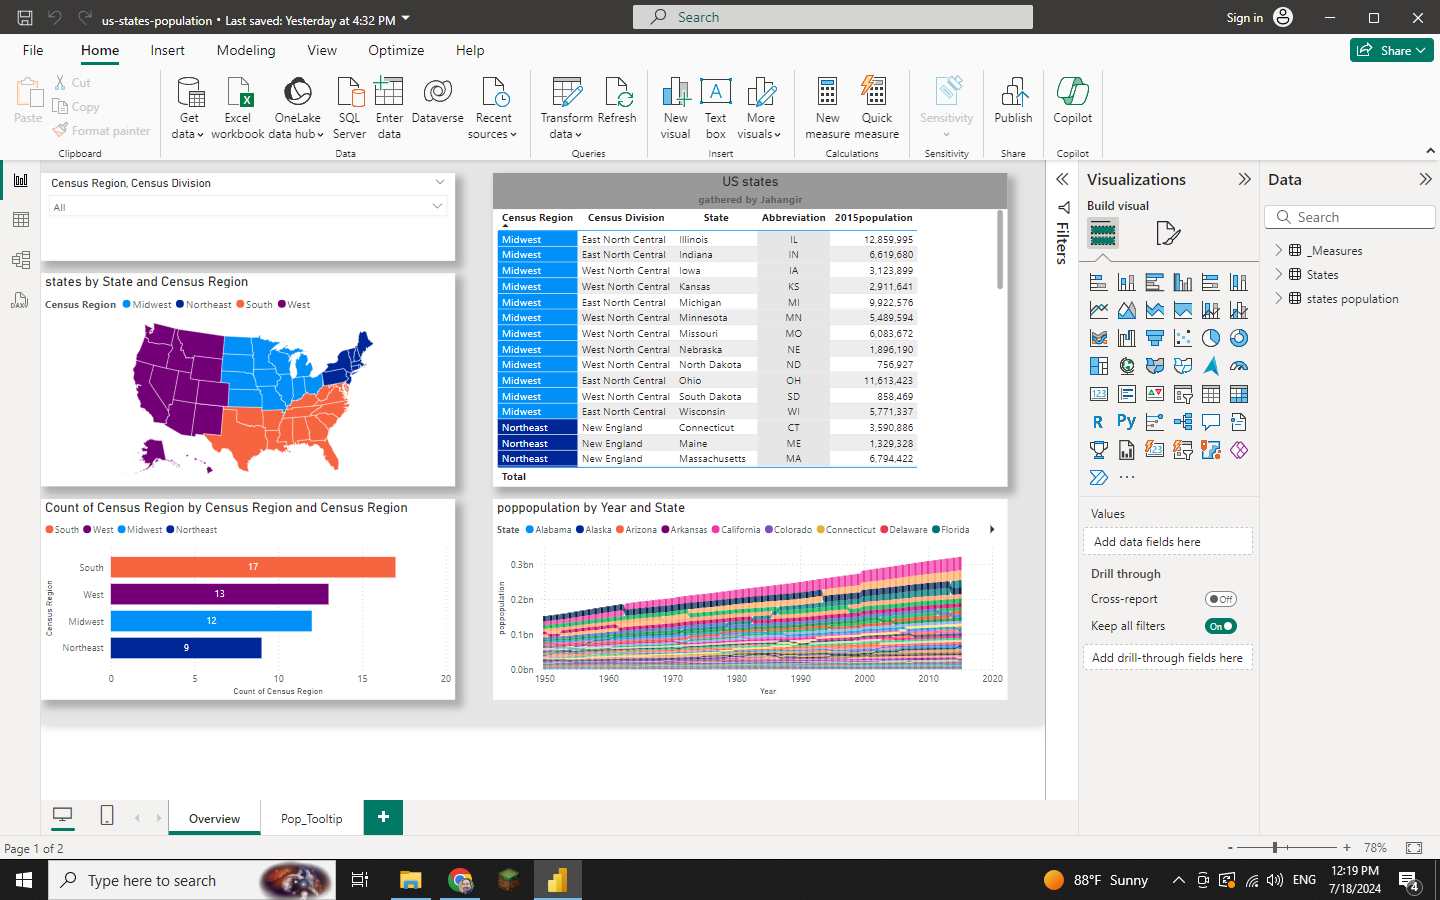 us-states-population • Last saved: Yesterday at 4:32 PM
Search
Sign in
File Home Insert Modeling View Optimize Help
Share
Paste
Cut
Copy
Format painter
Clipboard
Get data
Excel workbook
OneLake data hub
SQL Server
Enter data
Dataverse
Recent sources
Data
Transform data
Refresh
Queries
New visual
Text box
More visuals
Insert
New measure
Quick measure
Calculations
Sensitivity
Sensitivity
Publish
Share
Copilot
Copilot
Census Region, Census Division
All
states by State and Census Region
Census Region Midwest Northeast South West
Count of Census Region by Census Region and Census Region
South West Midwest Northeast
Census Region
South 17
West 13
Midwest 12
Northeast 9
0 5 10 15 20
Count of Census Region
US states
gathered by Jahangir
Census Region Census Division State Abbreviation 2015population
Midwest East North Central Illinois IL 12,859,995
Midwest East North Central Indiana IN 6,619,680
Midwest West North Central Iowa IA 3,123,899
Midwest West North Central Kansas KS 2,911,641
Midwest East North Central Michigan MI 9,922,576
Midwest West North Central Minnesota MN 5,489,594
Midwest West North Central Missouri MO 6,083,672
Midwest West North Central Nebraska NE 1,896,190
Midwest West North Central North Dakota ND 756,927
Midwest East North Central Ohio OH 11,613,423
Midwest West North Central South Dakota SD 858,469
Midwest East North Central Wisconsin WI 5,771,337
Northeast New England Connecticut CT 3,590,886
Northeast New England Maine ME 1,329,328
Northeast New England Massachusetts MA 6,794,422
Total
poppopulation by Year and State
State Alabama Alaska Arizona Arkansas California Colorado Connecticut Delaware Florida
poppopulation
0.3bn
0.2bn
0.1bn
0.0bn
1950 1960 1970 1980 1990 2000 2010 2020
Year
Filters
Visualizations
Build visual
123
R Py
123
Values
Add data fields here
Drill through
Cross-report Off
Keep all filters On
Add drill-through fields here
Data
Search
_Measures
States
states population
Overview
Pop_Tooltip
+
Page 1 of 2
- + 78%
Type here to search
88°F Sunny
ENG
12:19 PM
7/18/2024
4